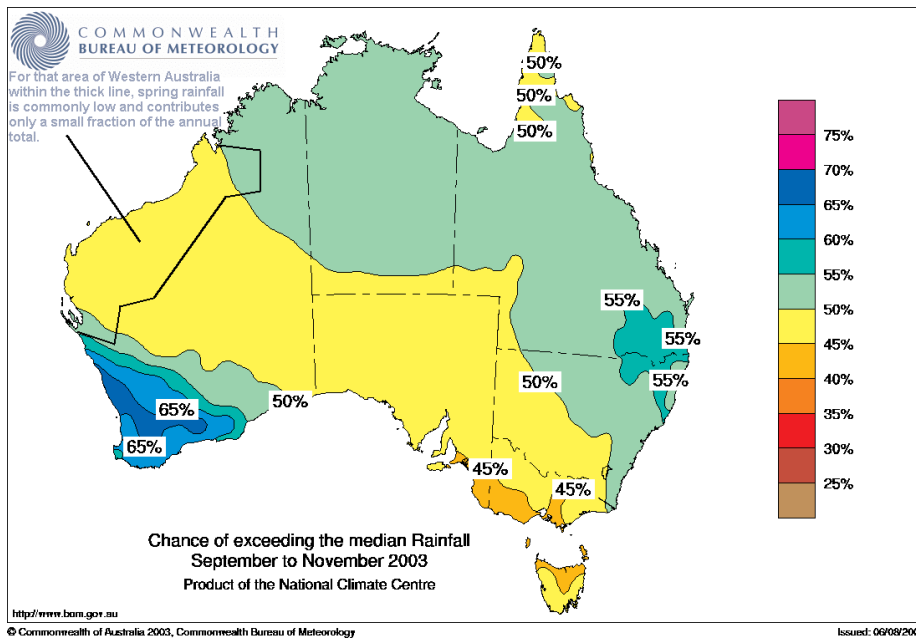 COMMONWEALTH
BUREAU OF METEOROLOGY
For that area of Western Australia
within the thick line, spring rainfall
is commonly low and contributes
only a small fraction of the annual
total.
50%
50%
50%
55%
55%
55%
50%
50%
65%
65%
45%
45%
75%
70%
65%
60%
55%
50%
45%
40%
35%
30%
25%
Chance of exceeding the median Rainfall
September to November 2003
Product of the National Climate Centre
http://www.bom.gov.au
© Commonwealth of Australia 2003, Commonwealth Bureau of Meteorology
Issued: 06/08/200